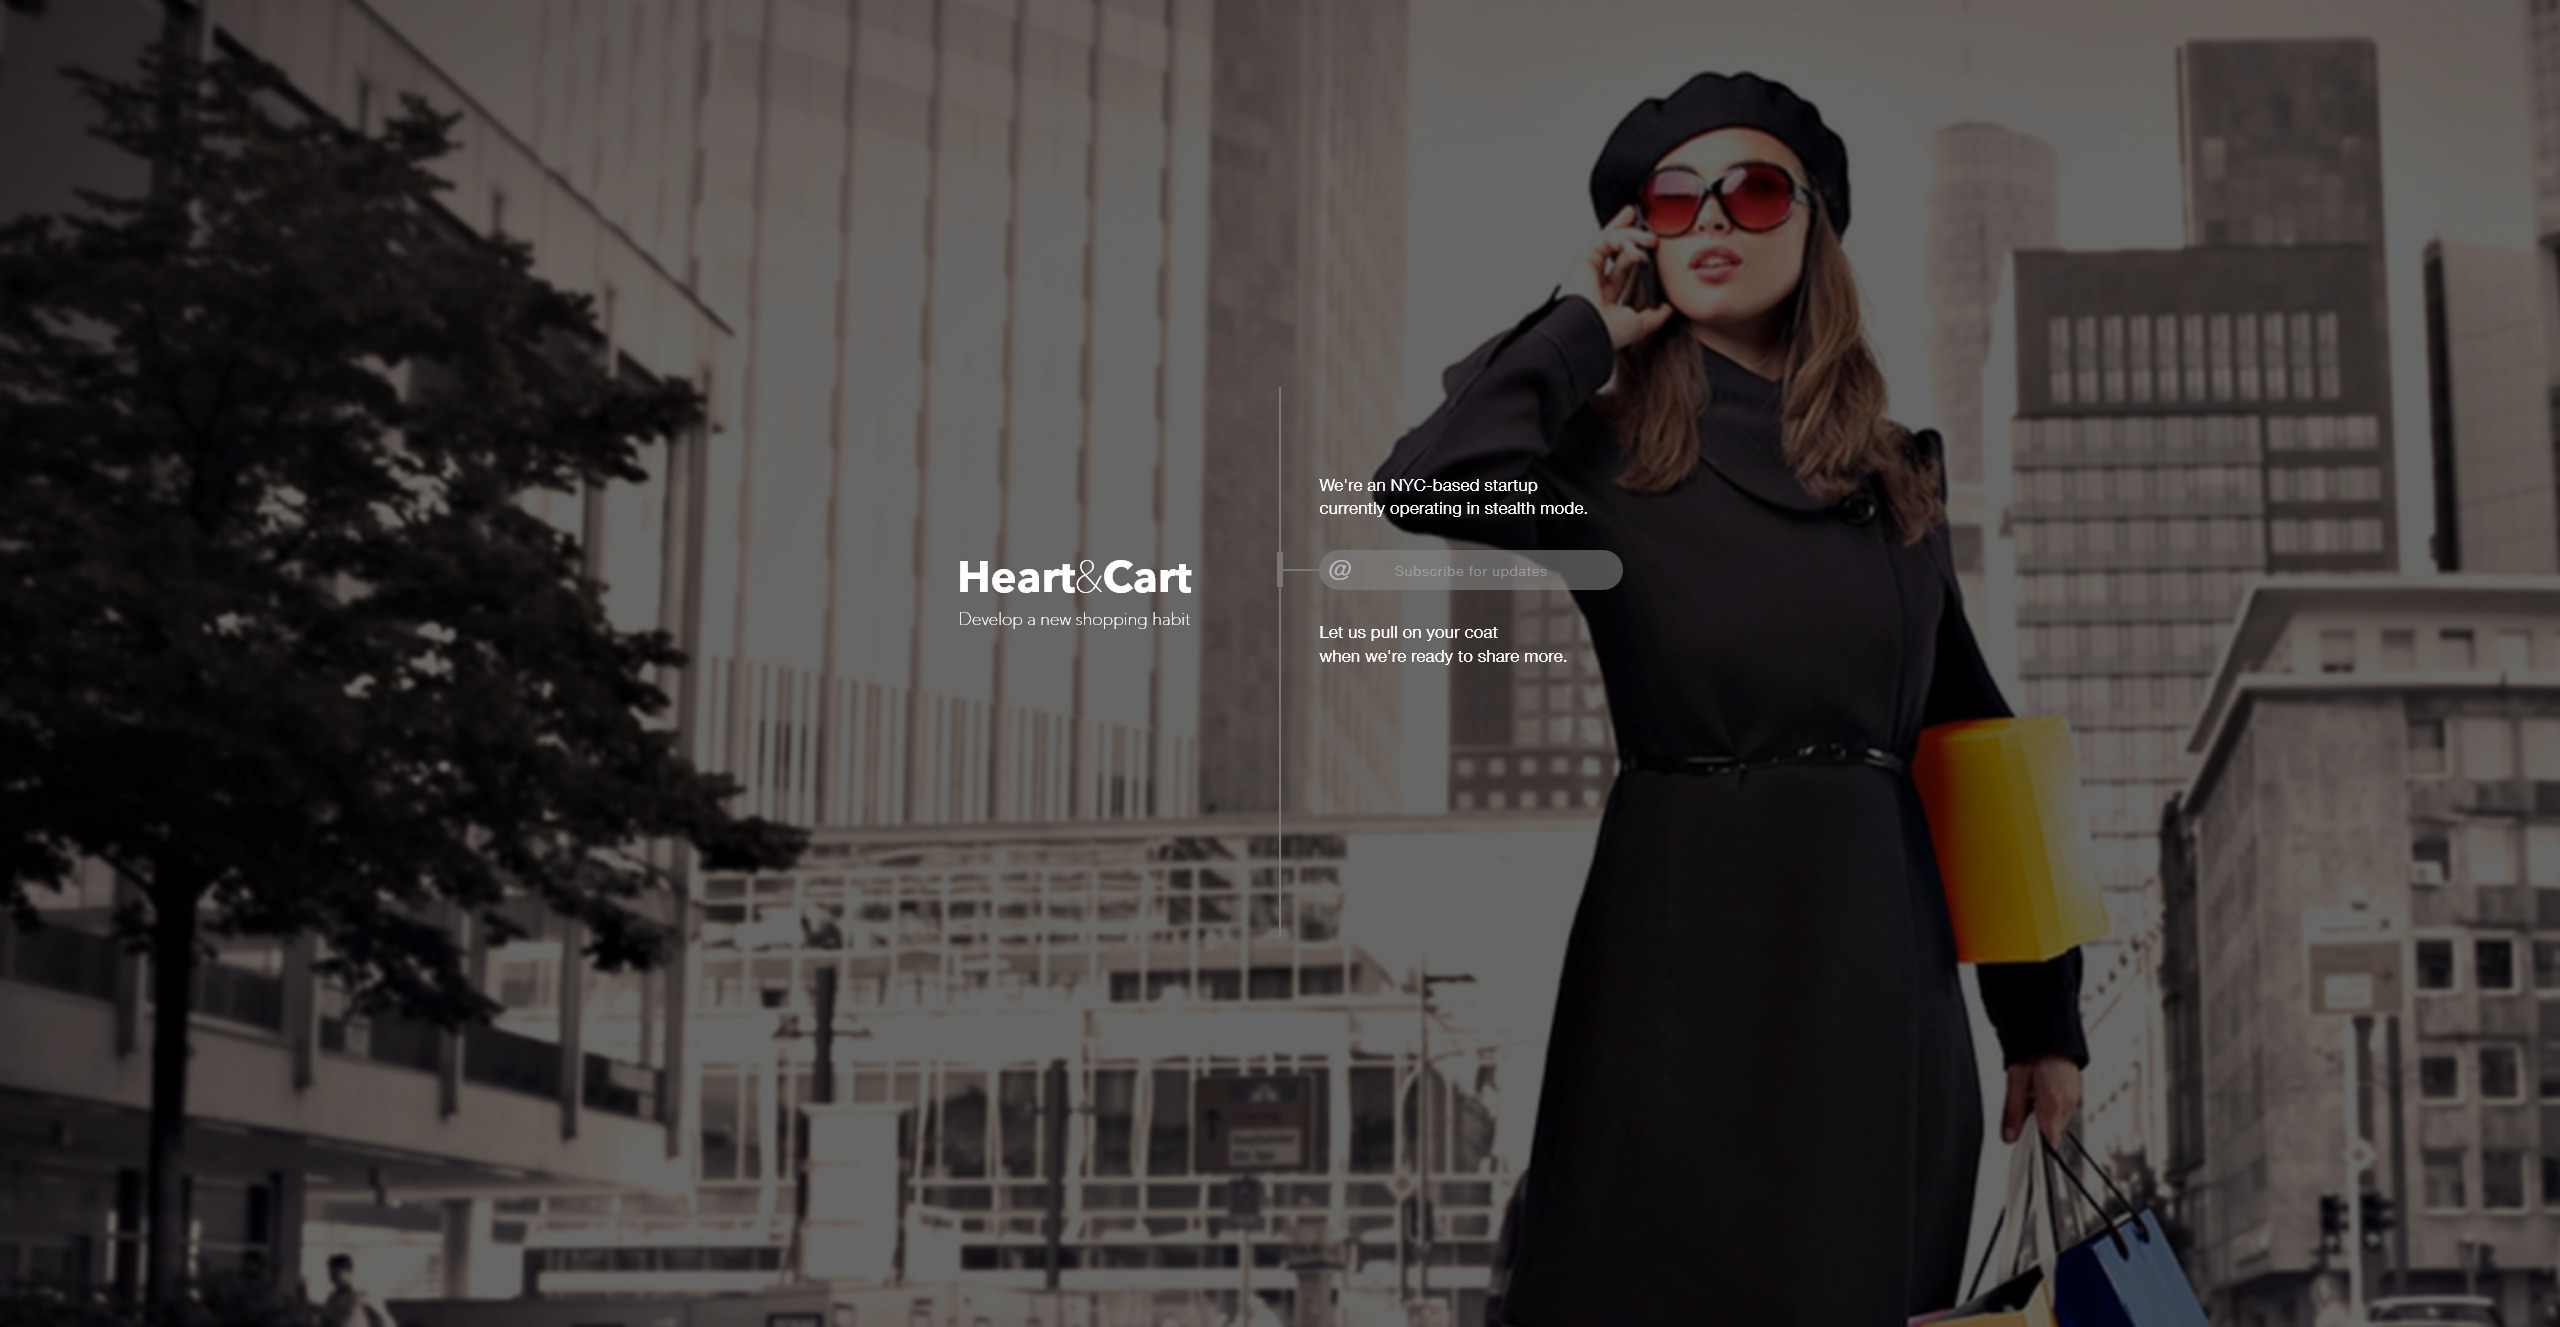 Heart&Cart
Develop a new shopping habit
We're an NYC-based startup
currently operating in stealth mode.
@ Subscribe for updates
Let us pull on your coat
when we're ready to share more.